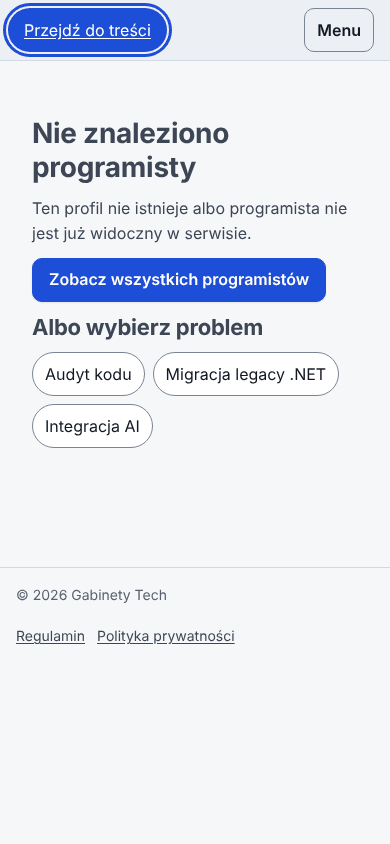 Przejdź do treści
Menu
Nie znaleziono
programisty
Ten profil nie istnieje albo programista nie
jest już widoczny w serwisie.
Zobacz wszystkich programistów
Albo wybierz problem
Audyt kodu
Migracja legacy .NET
Integracja AI
© 2026 Gabinety Tech
Regulamin
Polityka prywatności